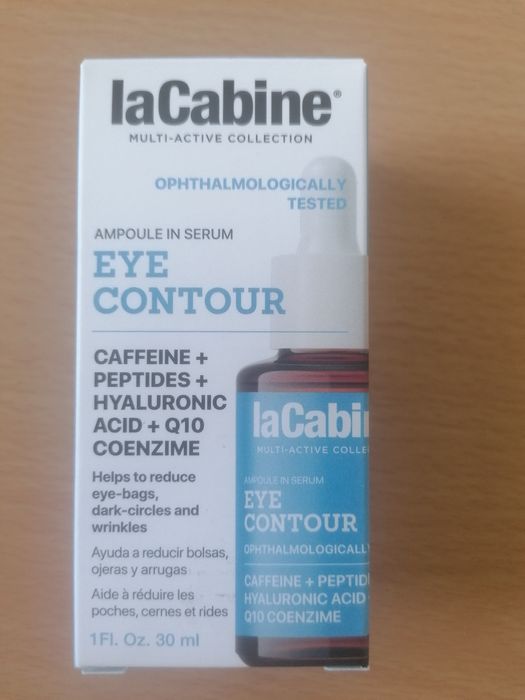 laCabine®
MULTI-ACTIVE COLLECTION
OPHTHALMOLOGICALLY
TESTED
AMPOULE IN SERUM
EYE
CONTOUR
CAFFEINE +
PEPTIDES +
HYALURONIC
ACID + Q10
COENZIME
Helps to reduce
eye-bags,
dark-circles and
wrinkles
Ayuda a reducir bolsas,
ojeras y arrugas
Aide à réduire les
poches, cernes et rides
1Fl. Oz. 30 ml
laCabi
MULTI-ACTIVE COLLE
AMPOULE IN SERUM
EYE
CONTOUR
OPHTHALMOLOGICALLY
CAFFEINE + PEPTID
HYALURONIC ACID
Q10 COENZIME